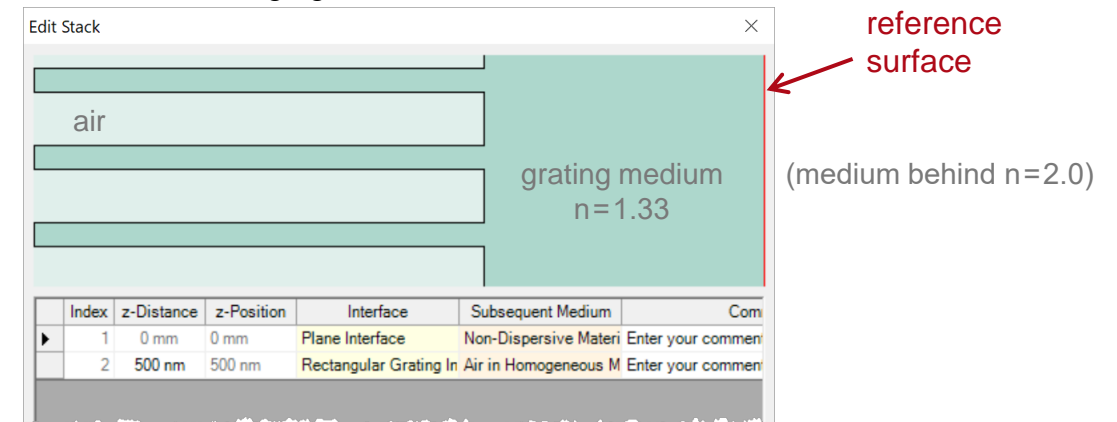 Edit Stack
reference
surface
air
grating medium
n=1.33
(medium behind n=2.0)
Index z-Distance z-Position Interface Subsequent Medium Com
1 0 mm 0 mm Plane Interface Non-Dispersive Materi Enter your commen
2 500 nm 500 nm Rectangular Grating In Air in Homogeneous M Enter your commen